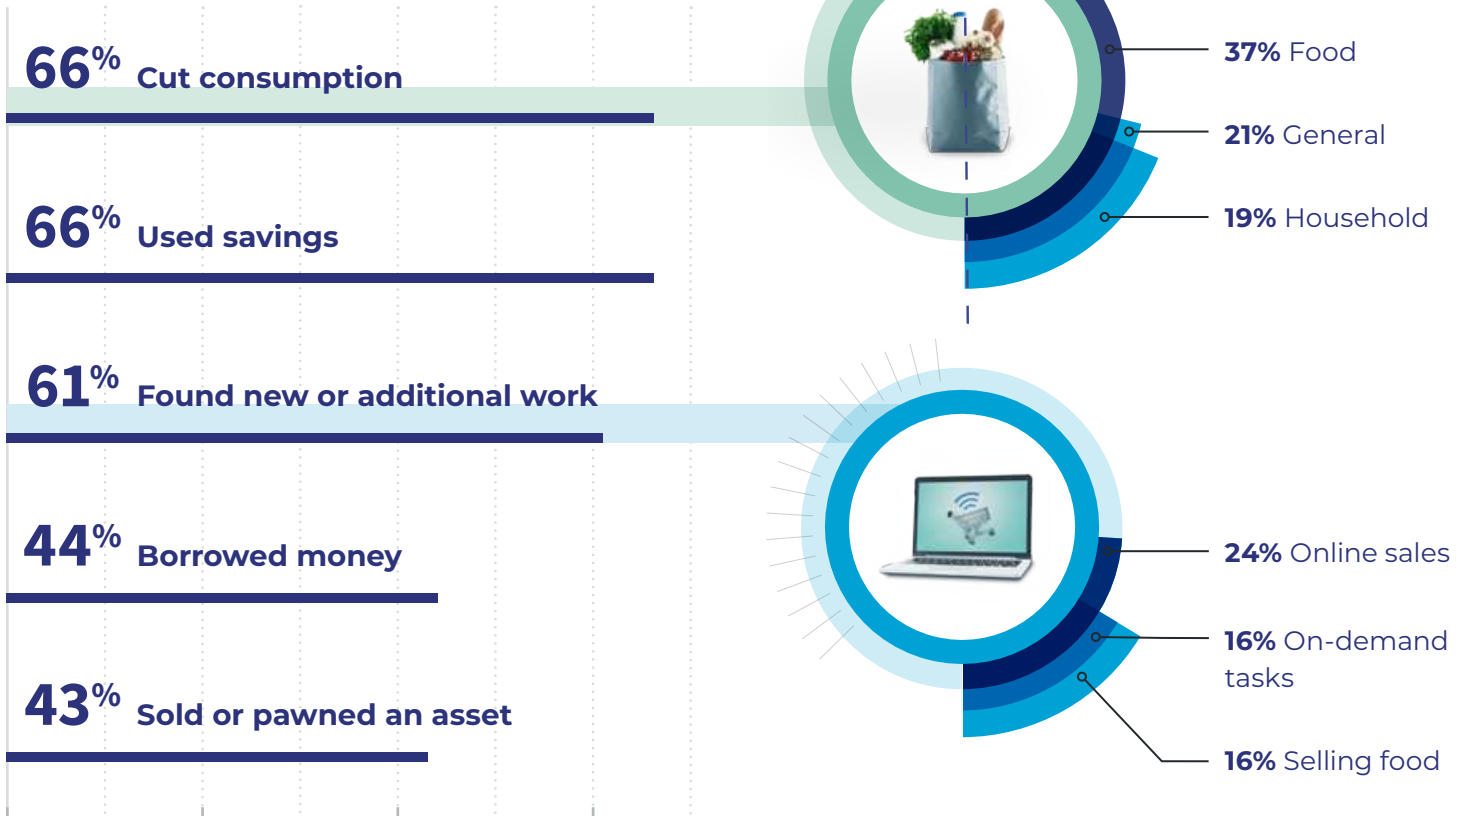 66% Cut consumption
37% Food
21% General
19% Household
66% Used savings
61% Found new or additional work
44% Borrowed money
24% Online sales
16% On-demand
tasks
43% Sold or pawned an asset
16% Selling food